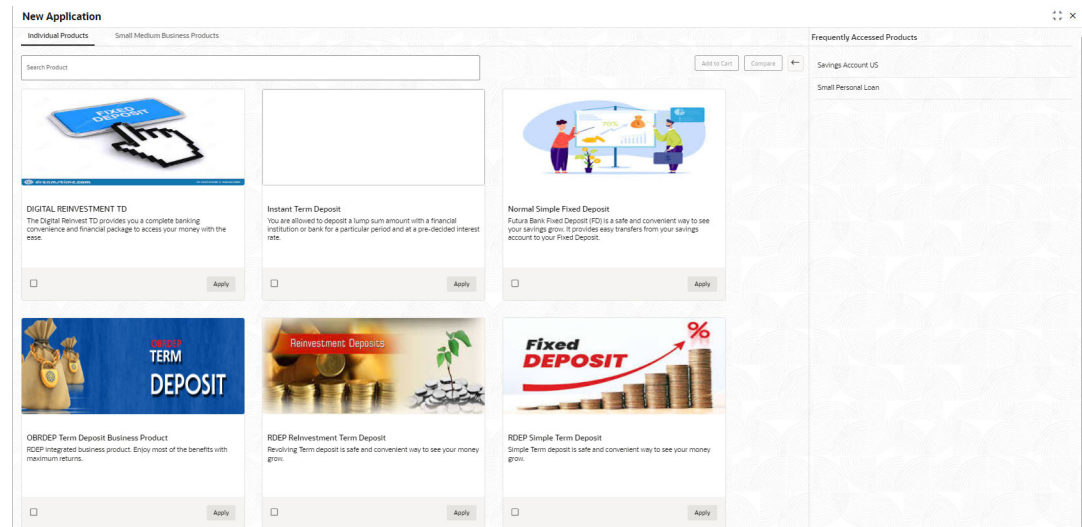 New Application
Individual Products
Small Medium Business Products
Frequently Accessed Products
Search Product
Add to Cart
Compare
Savings Account US
Small Personal Loan
FIXED
DEPOSIT
70%
$
DIGITAL REINVESTMENT TD
The Digital Reinvest TD provides you a complete banking
convenience and financial package to access your money with the
ease.
Instant Term Deposit
You are allowed to deposit a lump sum amount with a financial
institution or bank for a particular period and at a pre-decided interest
rate.
Normal Simple Fixed Deposit
Futura Bank Fixed Deposit (FD) is a safe and convenient way to see
your savings grow. It provides easy transfers from your savings
account to your Fixed Deposit.
Apply
Apply
Apply
OBRDEP
TERM
DEPOSIT
Reinvestment Deposits
Fixed
DEPOSIT
%
OBRDEP Term Deposit Business Product
RDEP integrated business product. Enjoy most of the benefits with
maximum returns.
RDEP ReInvestment Term Deposit
Revolving Term deposit is safe and convenient way to see your money
grow.
RDEP Simple Term Deposit
Simple Term deposit is safe and convenient way to see your money
grow.
Apply
Apply
Apply